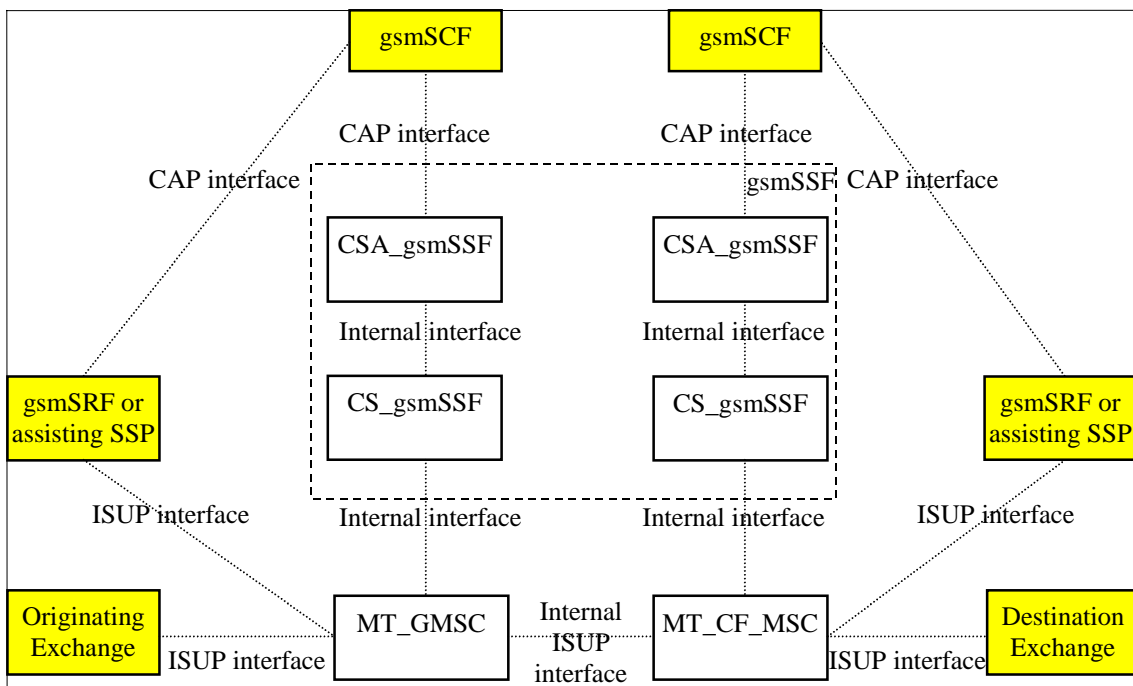 gsmSCF
gsmSCF
CAP interface
CAP interface
CAP interface
gsmSSF
CAP interface
CSA_gsmSSF
CSA_gsmSSF
Internal interface
Internal interface
gsmSRF or
assisting SSP
CS_gsmSSF
CS_gsmSSF
gsmSRF or
assisting SSP
ISUP interface
Internal interface
Internal interface
ISUP interface
Originating
Exchange
ISUP interface
MT_GMSC
Internal
ISUP
interface
MT_CF_MSC
ISUP interface
Destination
Exchange